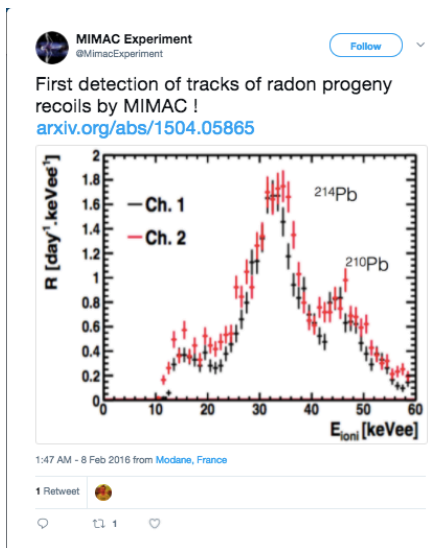 MIMAC Experiment
@MimacExperiment
Follow
First detection of tracks of radon progeny
recoils by MIMAC !
arxiv.org/abs/1504.05865
R [day⁻¹.keVee⁻¹]
2
1.8
1.6
1.4
1.2
1
0.8
0.6
0.4
0.2
0
Ch. 1
Ch. 2
²¹⁴Pb
²¹⁰Pb
0 10 20 30 40 50 60
Eioni [keVee]
1:47 AM - 8 Feb 2016 from Modane, France
1 Retweet
1